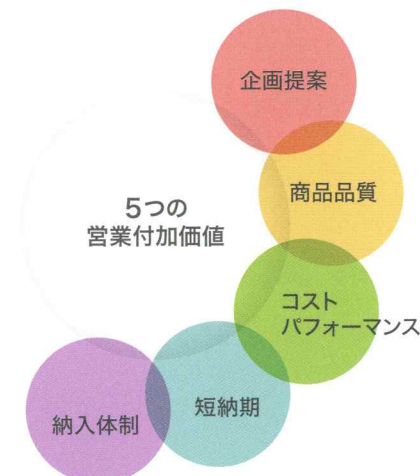 企画提案
商品品質
5つの
営業付加価値
コスト
パフォーマンス
短納期
納入体制